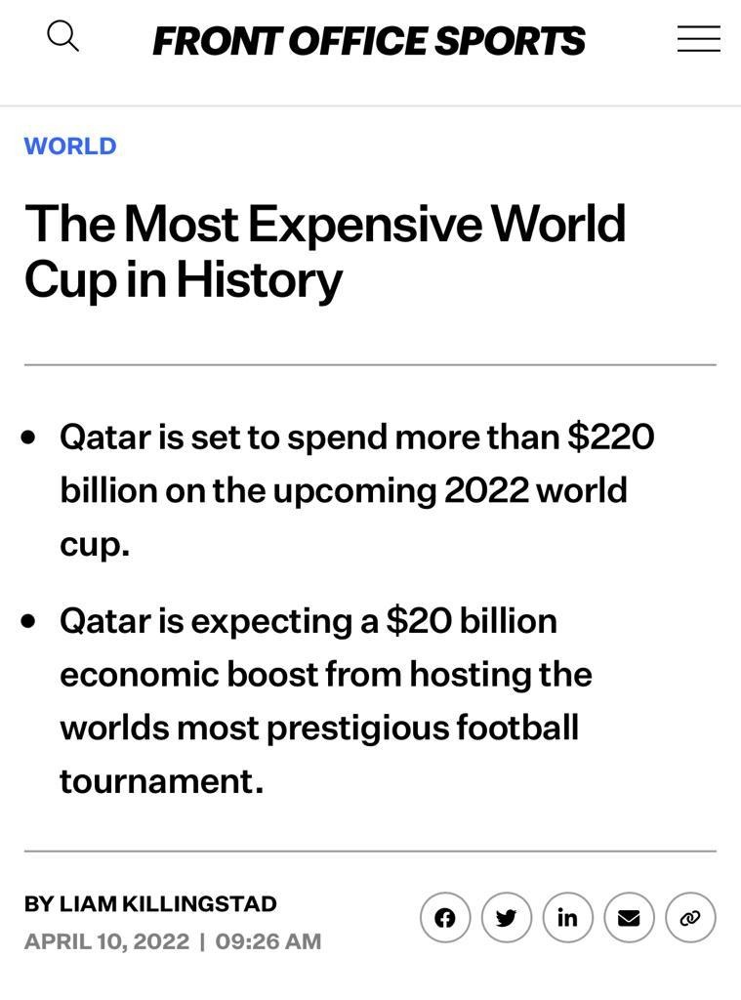 FRONT OFFICE SPORTS
WORLD
The Most Expensive World
Cup in History
• Qatar is set to spend more than $220
billion on the upcoming 2022 world
cup.
• Qatar is expecting a $20 billion
economic boost from hosting the
worlds most prestigious football
tournament.
BY LIAM KILLINGSTAD
APRIL 10, 2022 | 09:26 AM